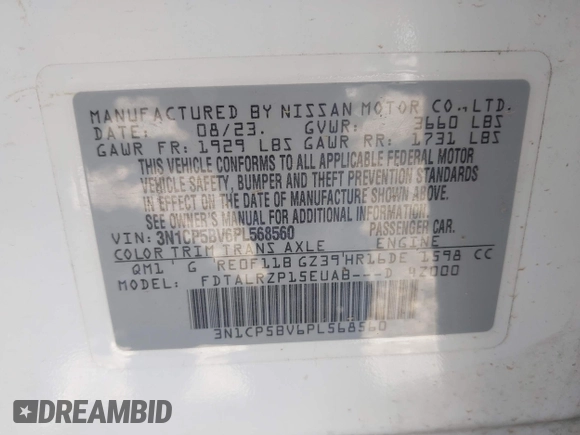 MANUFACTURED BY NISSAN MOTOR CO.,LTD.
DATE: 08/23. GVWR: 3660 LBS
GAWR FR: 1929 LBS GAWR RR: 1731 LBS
THIS VEHICLE CONFORMS TO ALL APPLICABLE FEDERAL MOTOR
VEHICLE SAFETY, BUMPER AND THEFT PREVENTION STANDARDS
IN EFFECT ON THE DATE OF MANUFACTURE SHOWN ABOVE.
SEE OWNER'S MANUAL FOR ADDITIONAL INFORMATION.
VIN: 3N1CP5BV6PL568560 PASSENGER CAR.
COLOR TRIM TRANS AXLE ENGINE
QM1 G RE0F11B GZ39 HR16DE 1598 CC
MODEL: FDTALRZP15EUAB---D 4Z000
3N1CP5BV6PL568560
DREAMBID.com